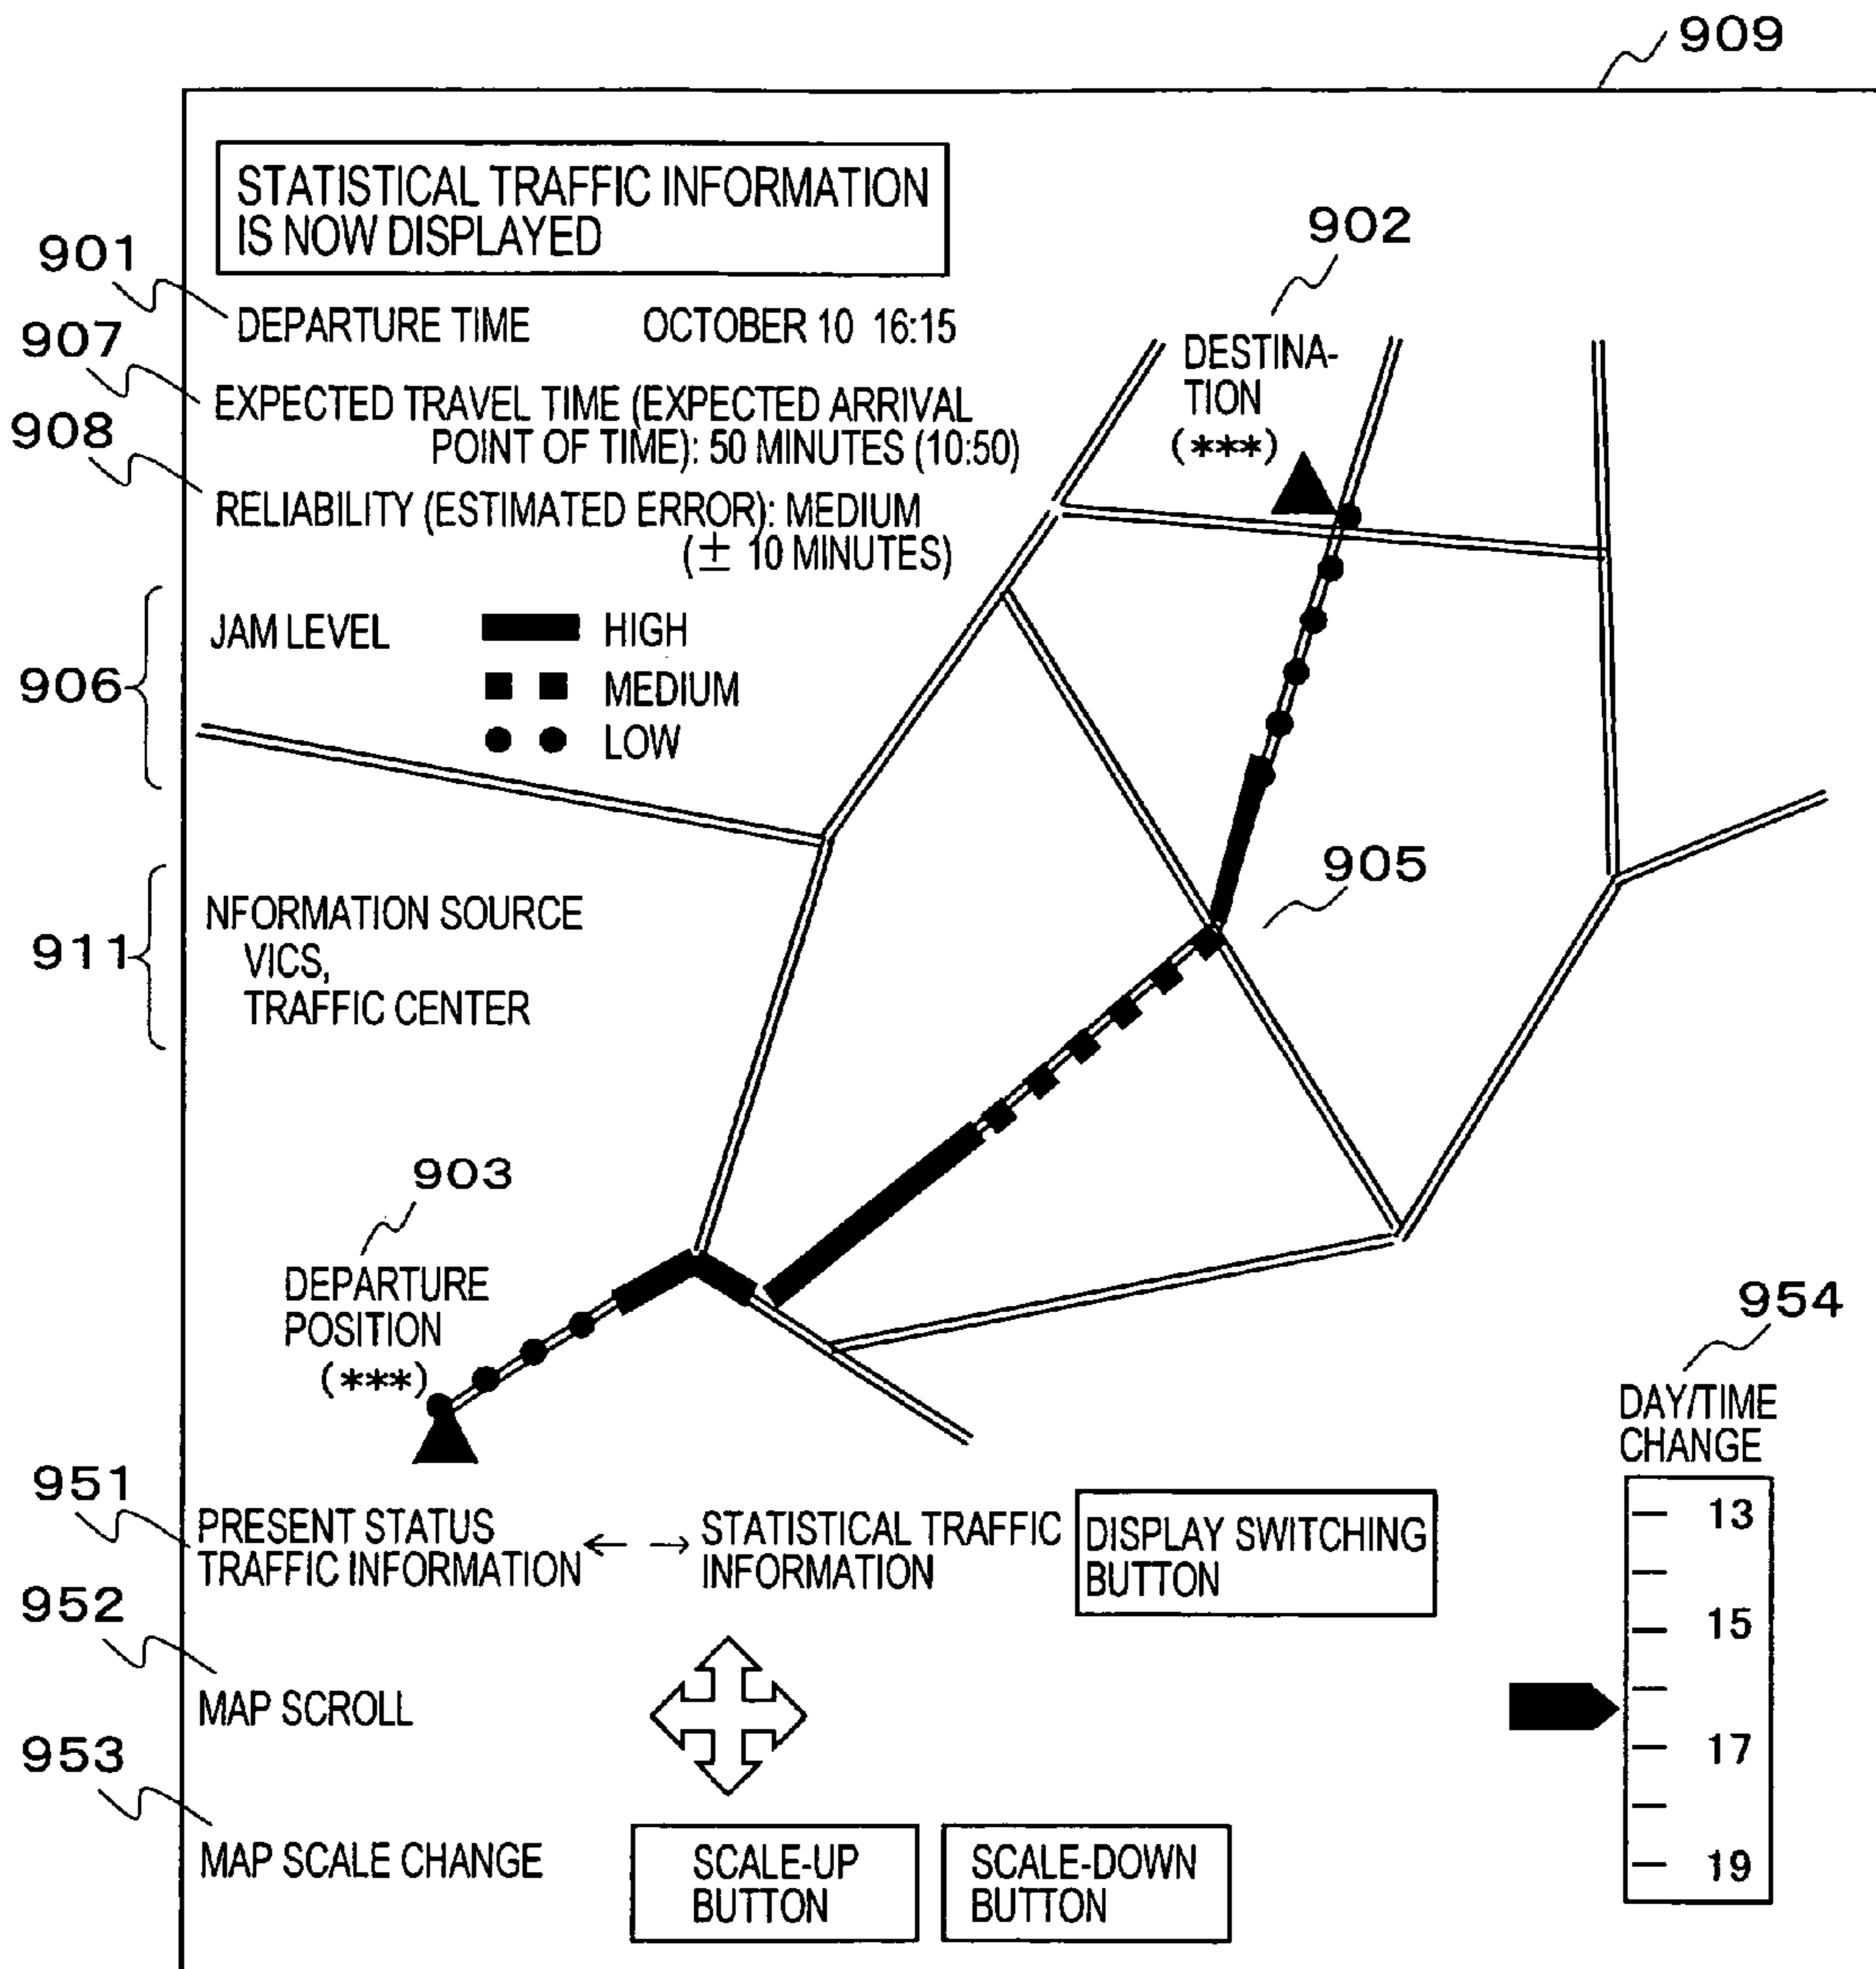 909
STATISTICAL TRAFFIC INFORMATION
IS NOW DISPLAYED
902
901
DEPARTURE TIME OCTOBER 10 16:15
907
DESTINA-
TION
(***)
EXPECTED TRAVEL TIME (EXPECTED ARRIVAL
POINT OF TIME): 50 MINUTES (10:50)
908
RELIABILITY (ESTIMATED ERROR): MEDIUM
(± 10 MINUTES)
906
JAM LEVEL HIGH
MEDIUM
LOW
905
911
NFORMATION SOURCE
VICS,
TRAFFIC CENTER
903
DEPARTURE
POSITION
(***)
954
DAY/TIME
CHANGE
13
15
17
19
951
PRESENT STATUS
TRAFFIC INFORMATION
← →
STATISTICAL TRAFFIC
INFORMATION
DISPLAY SWITCHING
BUTTON
952
MAP SCROLL
953
MAP SCALE CHANGE
SCALE-UP
BUTTON
SCALE-DOWN
BUTTON